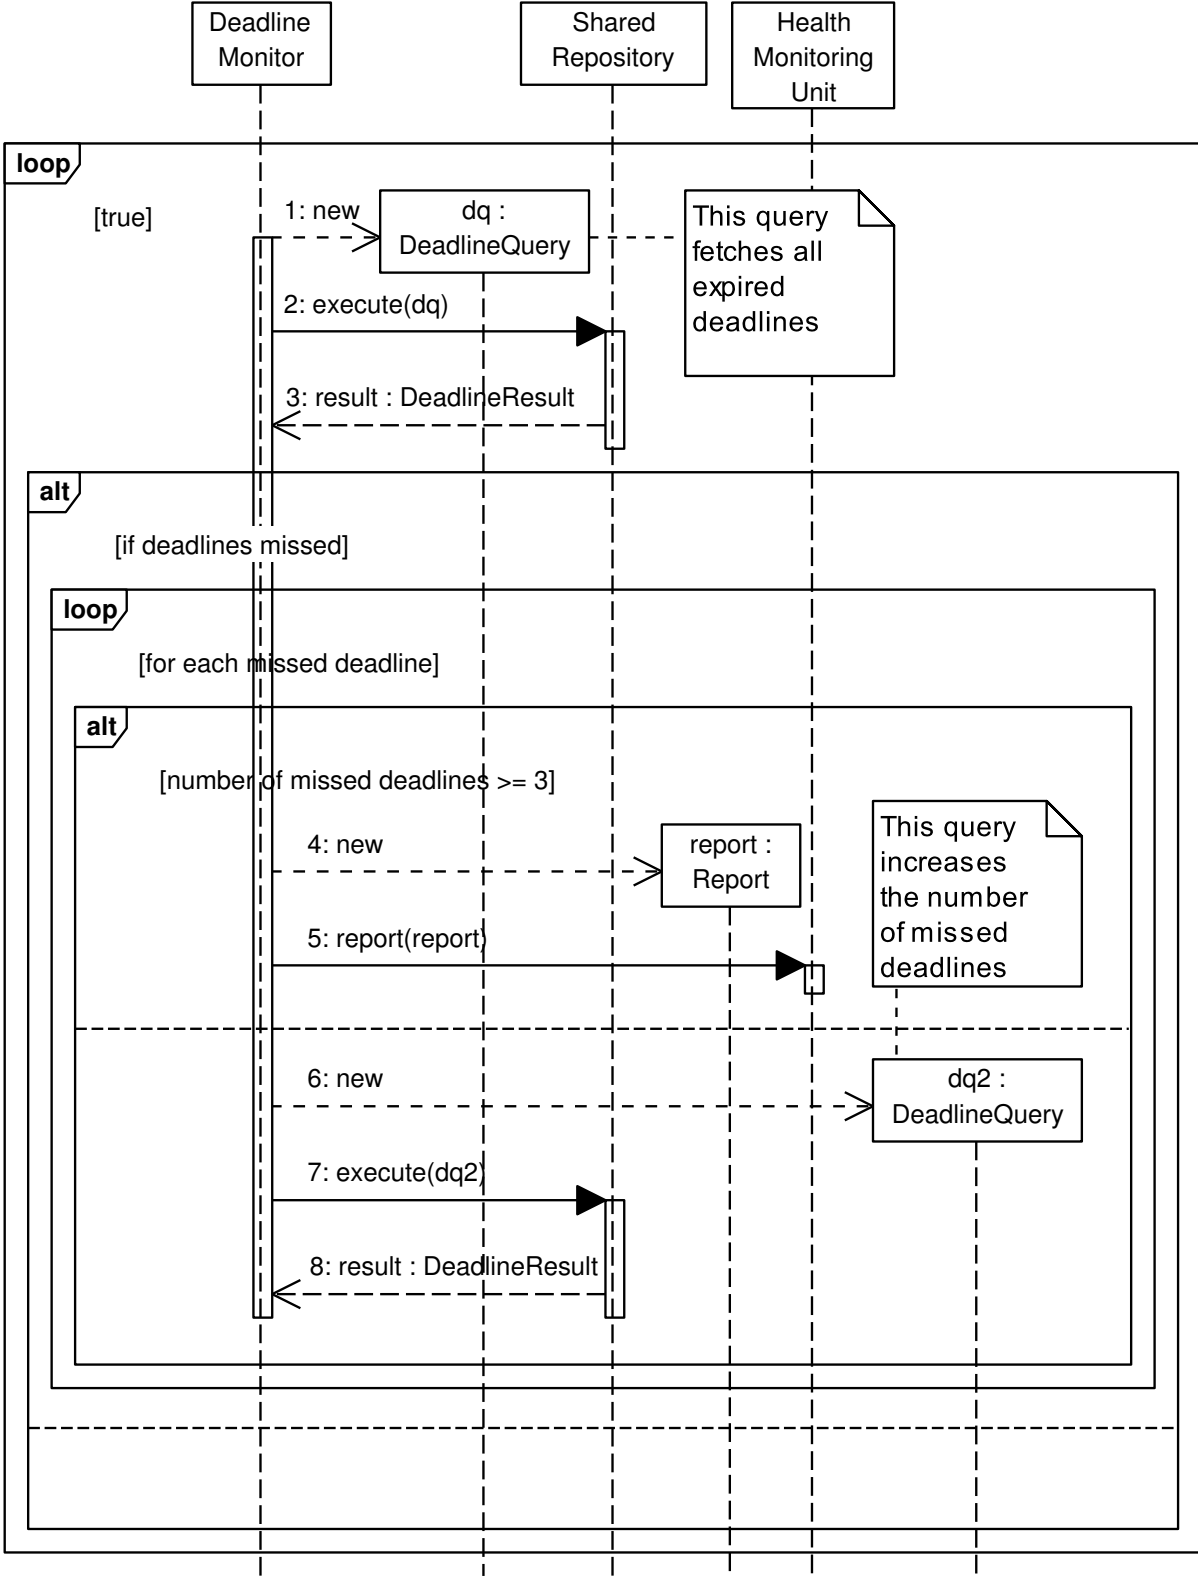 Deadline
Monitor
Shared
Repository
Health
Monitoring
Unit
loop
[true]
1: new
dq :
DeadlineQuery
This query
fetches all
expired
deadlines
2: execute(dq)
3: result : DeadlineResult
alt
[if deadlines missed]
loop
[for each missed deadline]
alt
[number of missed deadlines >= 3]
4: new
report :
Report
This query
increases
the number
of missed
deadlines
5: report(report)
6: new
dq2 :
DeadlineQuery
7: execute(dq2)
8: result : DeadlineResult